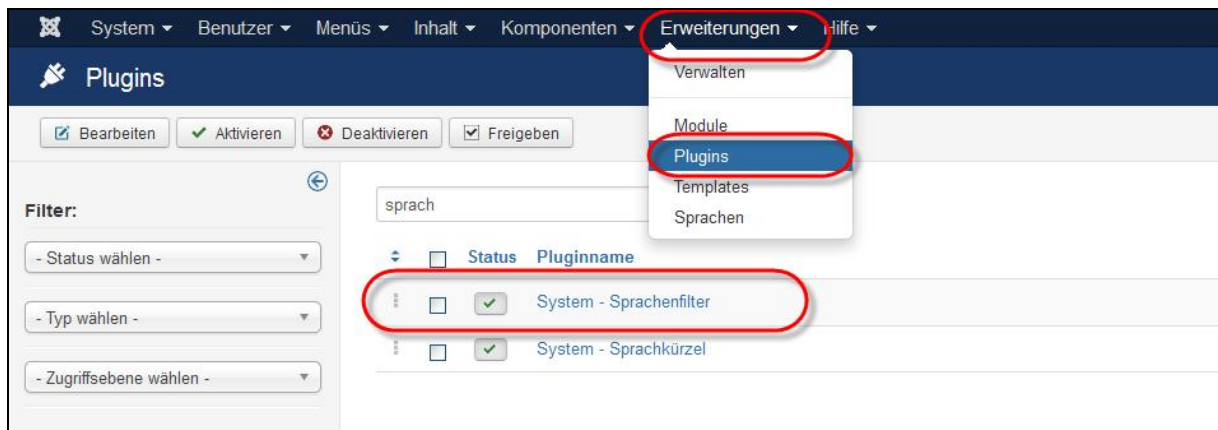 System Benutzer Menüs Inhalt Komponenten Erweiterungen Hilfe
Plugins
Verwalten
Module
Plugins
Templates
Sprachen
Bearbeiten Aktivieren Deaktivieren Freigeben
Filter:
- Status wählen -
- Typ wählen -
- Zugriffsebene wählen -
sprach
Status Pluginname
System - Sprachenfilter
System - Sprachkürzel